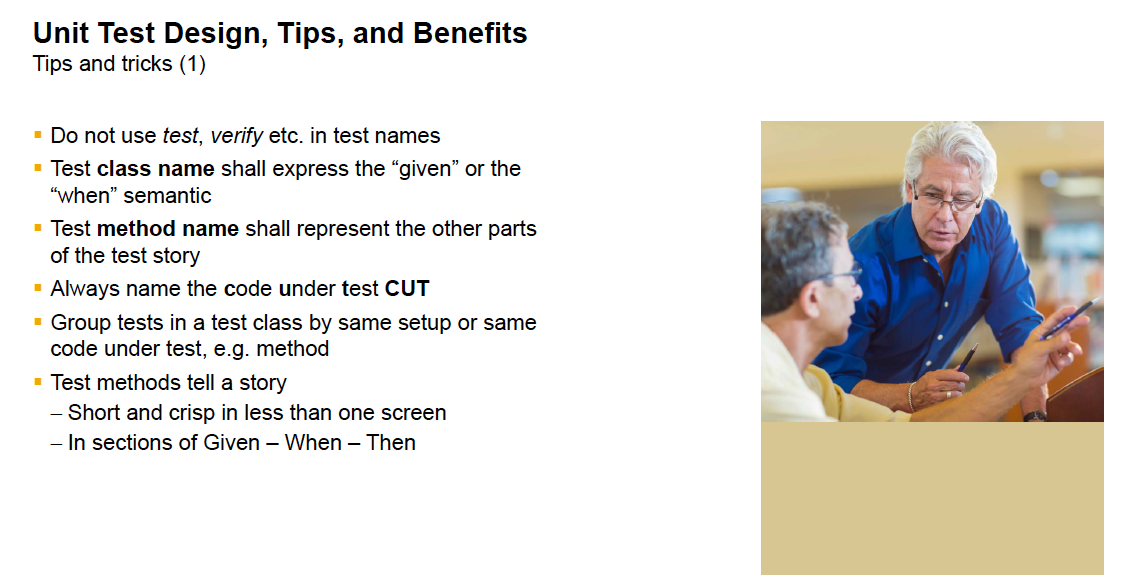 Unit Test Design, Tips, and Benefits
Tips and tricks (1)
▪ Do not use test, verify etc. in test names
▪ Test class name shall express the “given” or the
“when” semantic
▪ Test method name shall represent the other parts
of the test story
▪ Always name the code under test CUT
▪ Group tests in a test class by same setup or same
code under test, e.g. method
▪ Test methods tell a story
– Short and crisp in less than one screen
– In sections of Given – When – Then